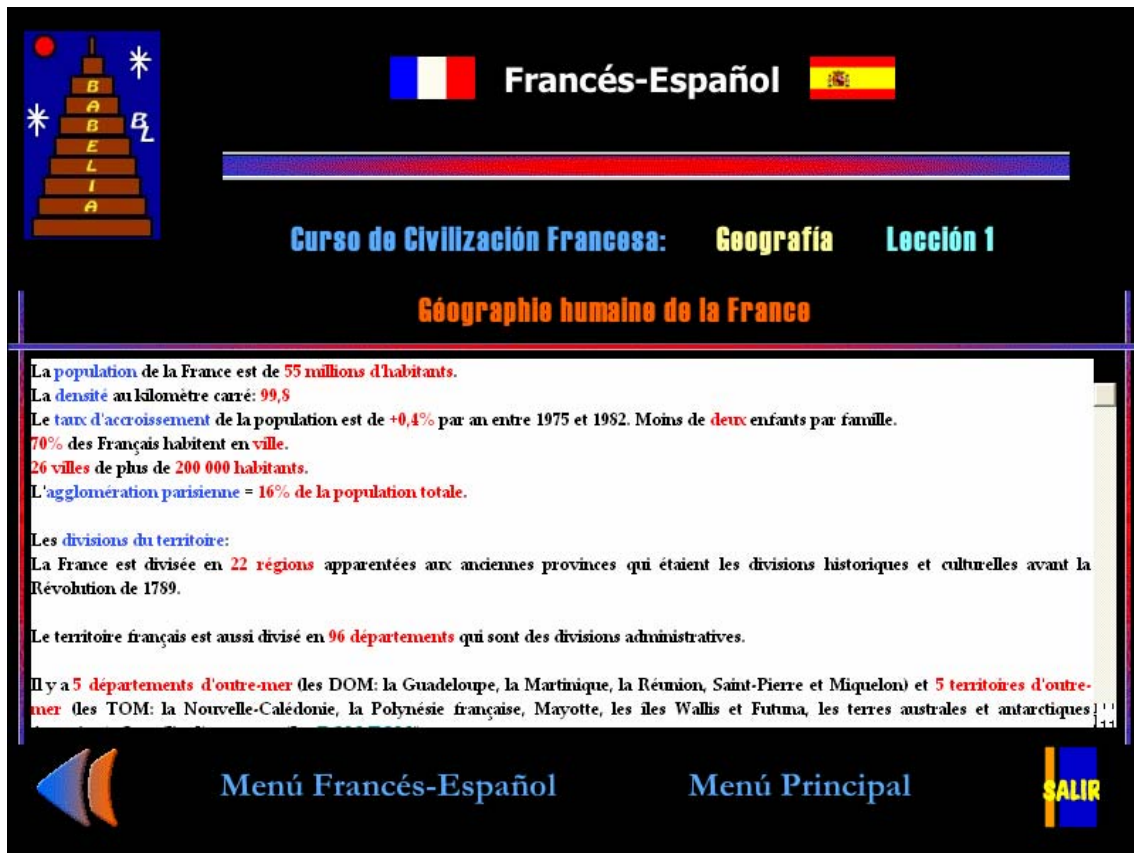 BABELIA
BL
Francés-Español
Curso de Civilización Francesa: Geografía Lección 1
Géographie humaine de la France
La population de la France est de 55 millions d'habitants.
La densité au kilomètre carré: 99,8
Le taux d'accroissement de la population est de +0,4% par an entre 1975 et 1982. Moins de deux enfants par famille.
70% des Français habitent en ville.
26 villes de plus de 200 000 habitants.
L'agglomération parisienne = 16% de la population totale.
Les divisions du territoire:
La France est divisée en 22 régions apparentées aux anciennes provinces qui étaient les divisions historiques et culturelles avant la
Révolution de 1789.
Le territoire français est aussi divisé en 96 départements qui sont des divisions administratives.
Il y a 5 départements d'outre-mer (les DOM: la Guadeloupe, la Martinique, la Réunion, Saint-Pierre et Miquelon) et 5 territoires d'outre-
mer (les TOM: la Nouvelle-Calédonie, la Polynésie française, Mayotte, les îles Wallis et Futuna, les terres australes et antarctiques
Menú Francés-Español Menú Principal
SALIR